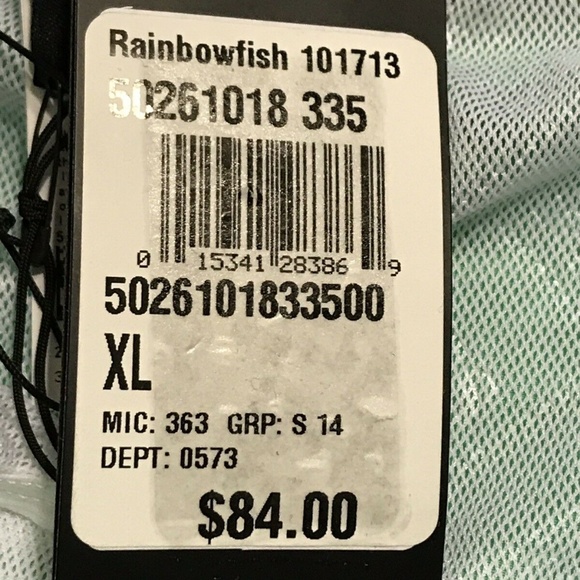 Rainbowfish 101713
50261018 335
0 15341 28386 9
5026101833500
XL
MIC: 363 GRP: S 14
DEPT: 0573
$84.00